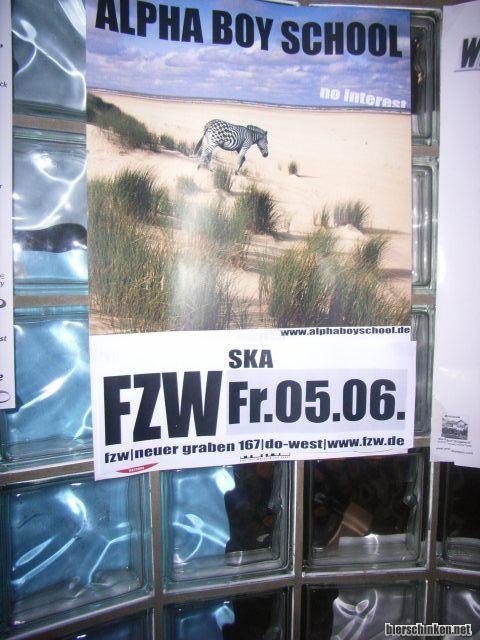 ALPHA BOY SCHOOL
no interest
www.alphaboyschool.de
SKA
FZW Fr.05.06.
fzw|neuer graben 167|do-west|www.fzw.de
bierschinken.net